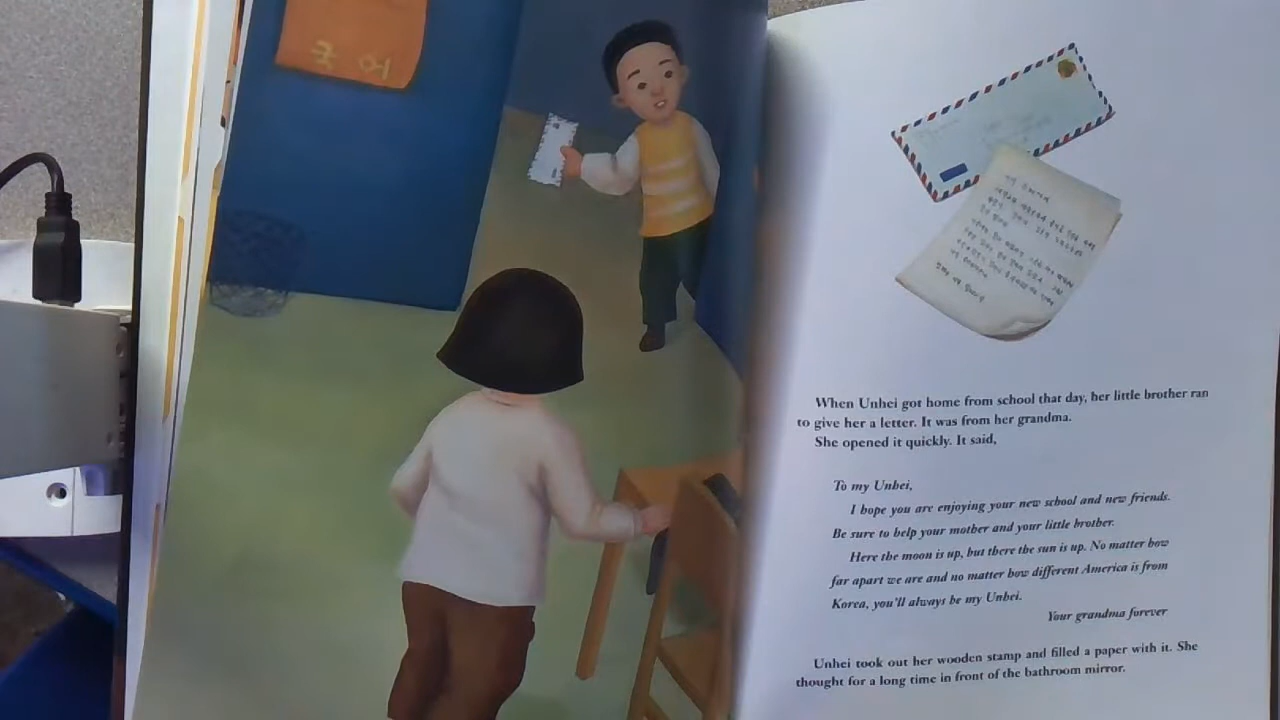 국어
When Unhei got home from school that day, her little brother ran
to give her a letter. It was from her grandma.
She opened it quickly. It said,
To my Unhei,
I hope you are enjoying your new school and new friends.
Be sure to help your mother and your little brother.
Here the moon is up, but there the sun is up. No matter how
far apart we are and no matter how different America is from
Korea, you'll always be my Unhei.
Your grandma forever
Unhei took out her wooden stamp and filled a paper with it. She
thought for a long time in front of the bathroom mirror.